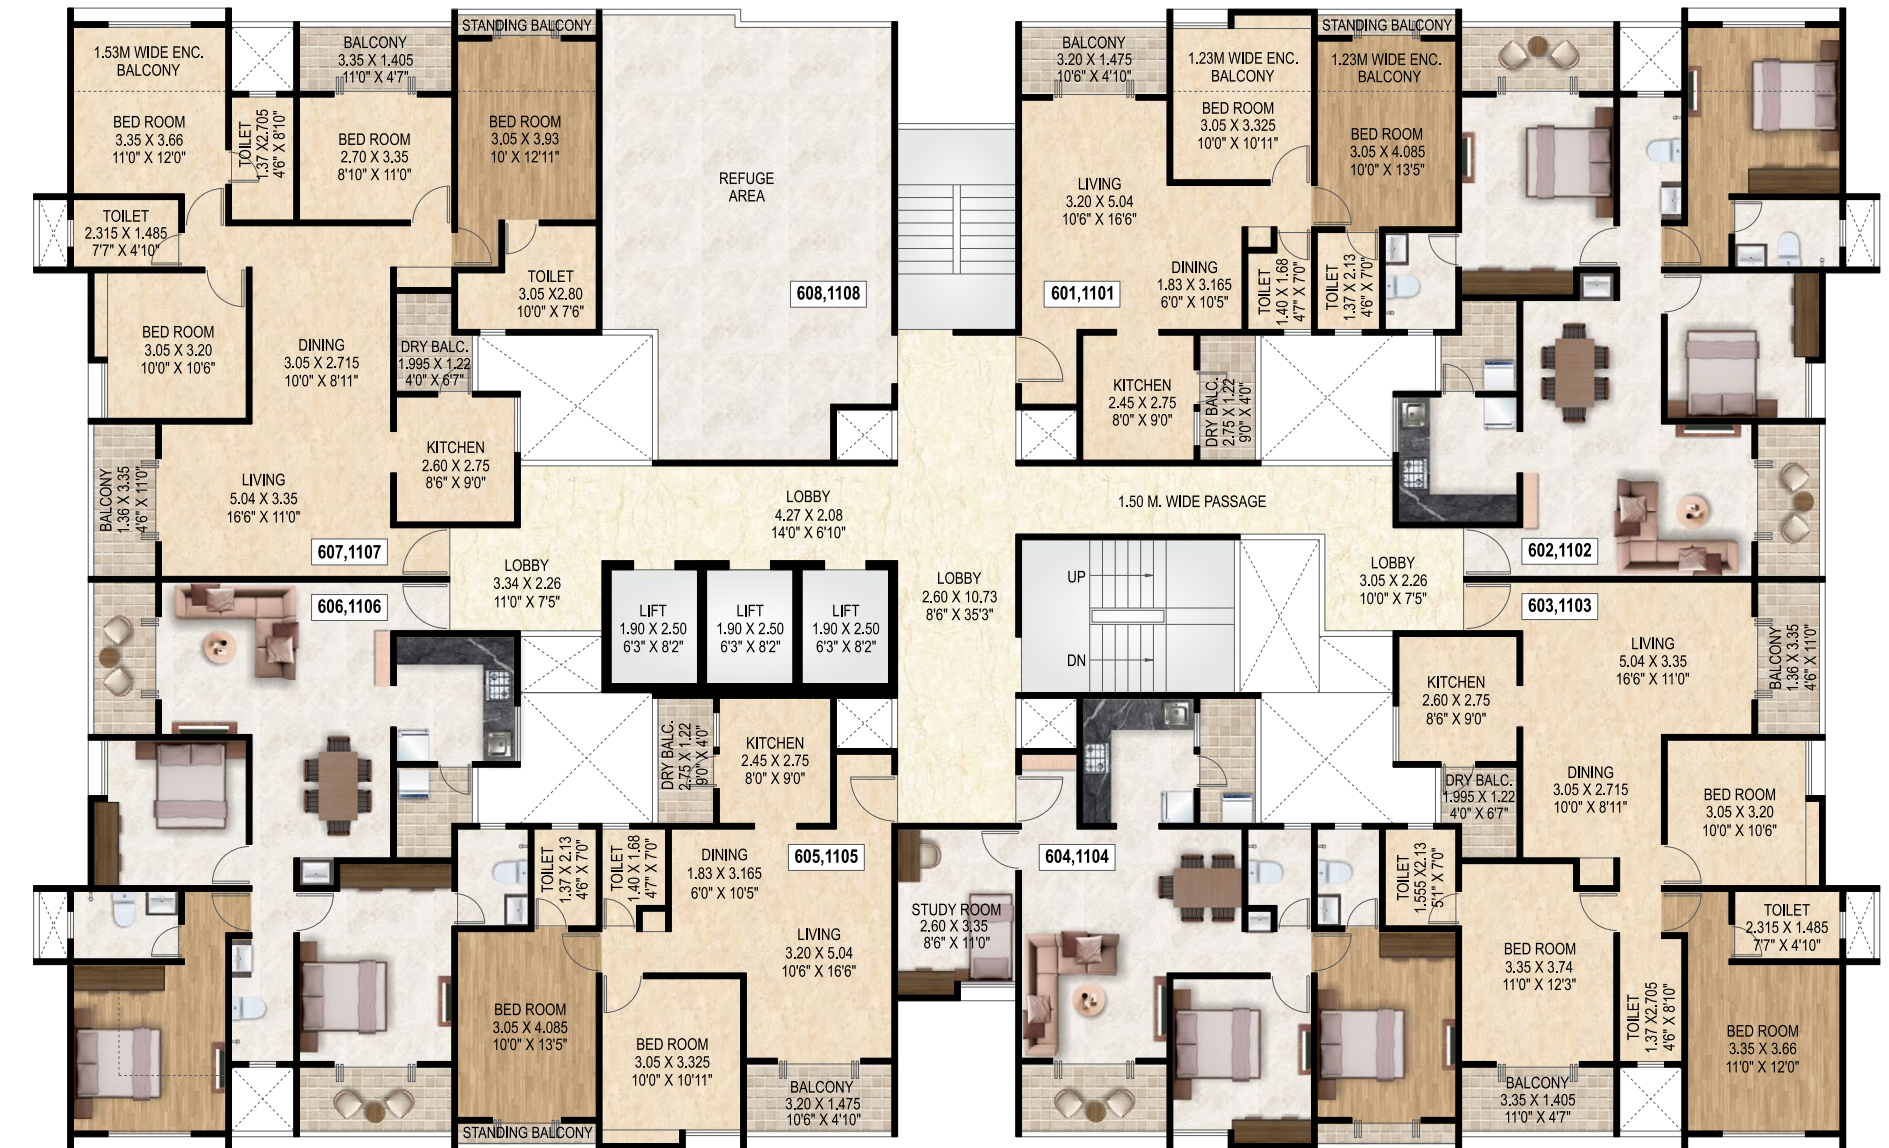 1.53M WIDE ENC.
BALCONY
BED ROOM
3.35 X 3.66
11'0" X 12'0"
TOILET
1.37 X2.705
4'6" X 8'10"
BALCONY
3.35 X 1.405
11'0" X 4'7"
BED ROOM
2.70 X 3.35
8'10" X 11'0"
STANDING BALCONY
BED ROOM
3.05 X 3.93
10' X 12'11"
REFUGE
AREA
608,1108
TOILET
2.315 X 1.485
7'7" X 4'10"
TOILET
3.05 X2.80
10'0" X 7'6"
BED ROOM
3.05 X 3.20
10'0" X 10'6"
DINING
3.05 X 2.715
10'0" X 8'11"
DRY BALC.
1.995 X 1.22
4'0" X 6'7"
KITCHEN
2.60 X 2.75
8'6" X 9'0"
BALCONY
1.36 X 3.35
4'6" X 11'0"
LIVING
5.04 X 3.35
16'6" X 11'0"
607,1107
BALCONY
3.20 X 1.475
10'6" X 4'10"
1.23M WIDE ENC.
BALCONY
BED ROOM
3.05 X 3.325
10'0" X 10'11"
STANDING BALCONY
1.23M WIDE ENC.
BALCONY
BED ROOM
3.05 X 4.085
10'0" X 13'5"
LIVING
3.20 X 5.04
10'6" X 16'6"
DINING
1.83 X 3.165
6'0" X 10'5"
601,1101
TOILET
1.40 X 1.68
4'7" X 7'0"
TOILET
1.37 X 2.13
4'6" X 7'0"
KITCHEN
2.45 X 2.75
8'0" X 9'0"
DRY BALC.
2.75 X 1.22
9'0" X 4'0"
LOBBY
4.27 X 2.08
14'0" X 6'10"
1.50 M. WIDE PASSAGE
LOBBY
3.34 X 2.26
11'0" X 7'5"
LOBBY
2.60 X 10.73
8'6" X 35'3"
UP
DN
LOBBY
3.05 X 2.26
10'0" X 7'5"
602,1102
606,1106
LIFT
1.90 X 2.50
6'3" X 8'2"
LIFT
1.90 X 2.50
6'3" X 8'2"
LIFT
1.90 X 2.50
6'3" X 8'2"
603,1103
LIVING
5.04 X 3.35
16'6" X 11'0"
BALCONY
1.36 X 3.35
4'6" X 11'0"
KITCHEN
2.60 X 2.75
8'6" X 9'0"
DRY BALC.
1.995 X 1.22
4'0" X 6'7"
DINING
3.05 X 2.715
10'0" X 8'11"
BED ROOM
3.05 X 3.20
10'0" X 10'6"
DRY BALC.
2.75 X 1.22
9'0" X 4'0"
KITCHEN
2.45 X 2.75
8'0" X 9'0"
TOILET
1.37 X 2.13
4'6" X 7'0"
TOILET
1.40 X 1.68
4'7" X 7'0"
DINING
1.83 X 3.165
6'0" X 10'5"
605,1105
LIVING
3.20 X 5.04
10'6" X 16'6"
BED ROOM
3.05 X 4.085
10'0" X 13'5"
STANDING BALCONY
BED ROOM
3.05 X 3.325
10'0" X 10'11"
BALCONY
3.20 X 1.475
10'6" X 4'10"
604,1104
STUDY ROOM
2.60 X 3.35
8'6" X 11'0"
TOILET
1.555 X2.13
5'1" X 7'0"
BED ROOM
3.35 X 3.74
11'0" X 12'3"
TOILET
2.315 X 1.485
7'7" X 4'10"
TOILET
1.37 X2.705
4'6" X 8'10"
BED ROOM
3.35 X 3.66
11'0" X 12'0"
BALCONY
3.35 X 1.405
11'0" X 4'7"